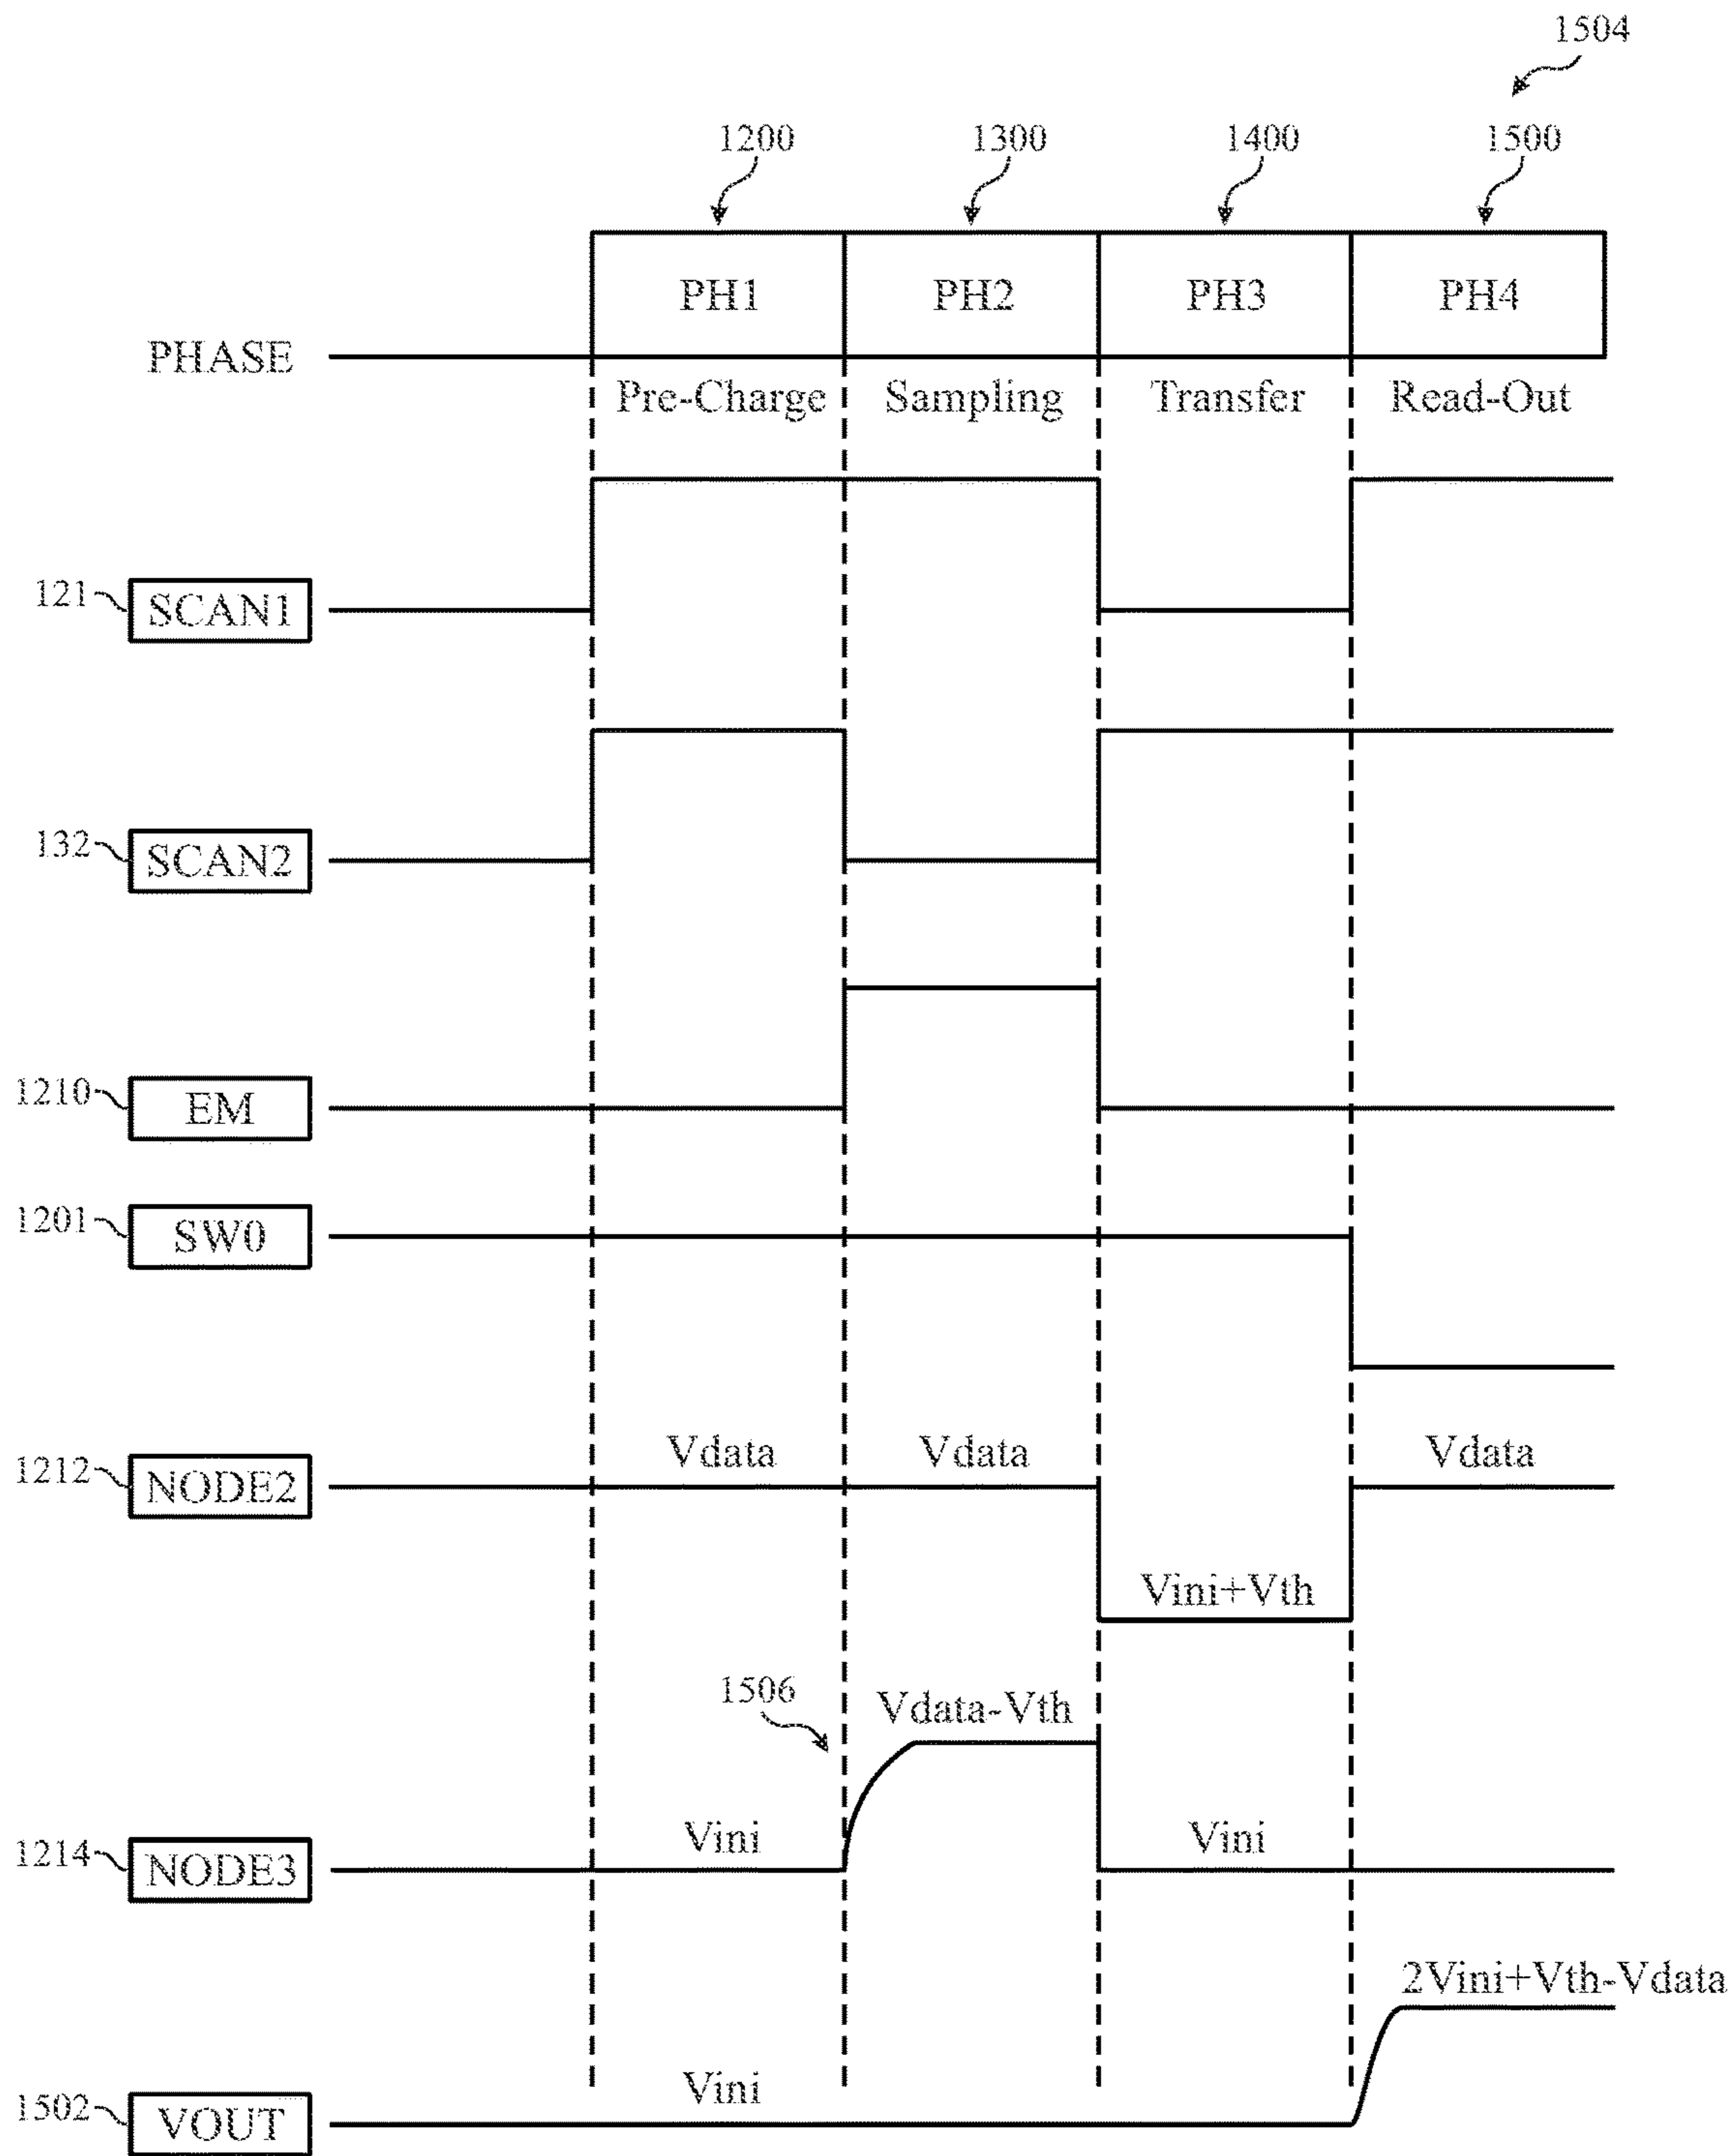 1504
1200 1300 1400 1500
PH1 PH2 PH3 PH4
PHASE
Pre-Charge Sampling Transfer Read-Out
121 SCAN1
132 SCAN2
1210 EM
1201 SW0
Vdata Vdata Vdata
1212 NODE2
Vini+Vth
1506 Vdata-Vth
Vini Vini
1214 NODE3
2Vini+Vth-Vdata
Vini
1502 VOUT